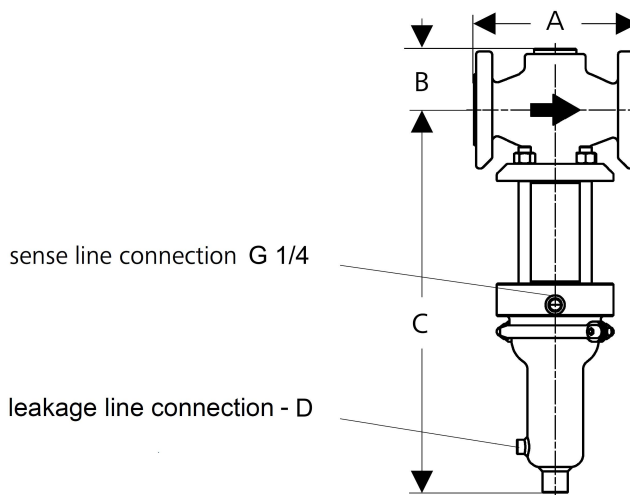 A
B
sense line connection G 1/4
C
leakage line connection - D